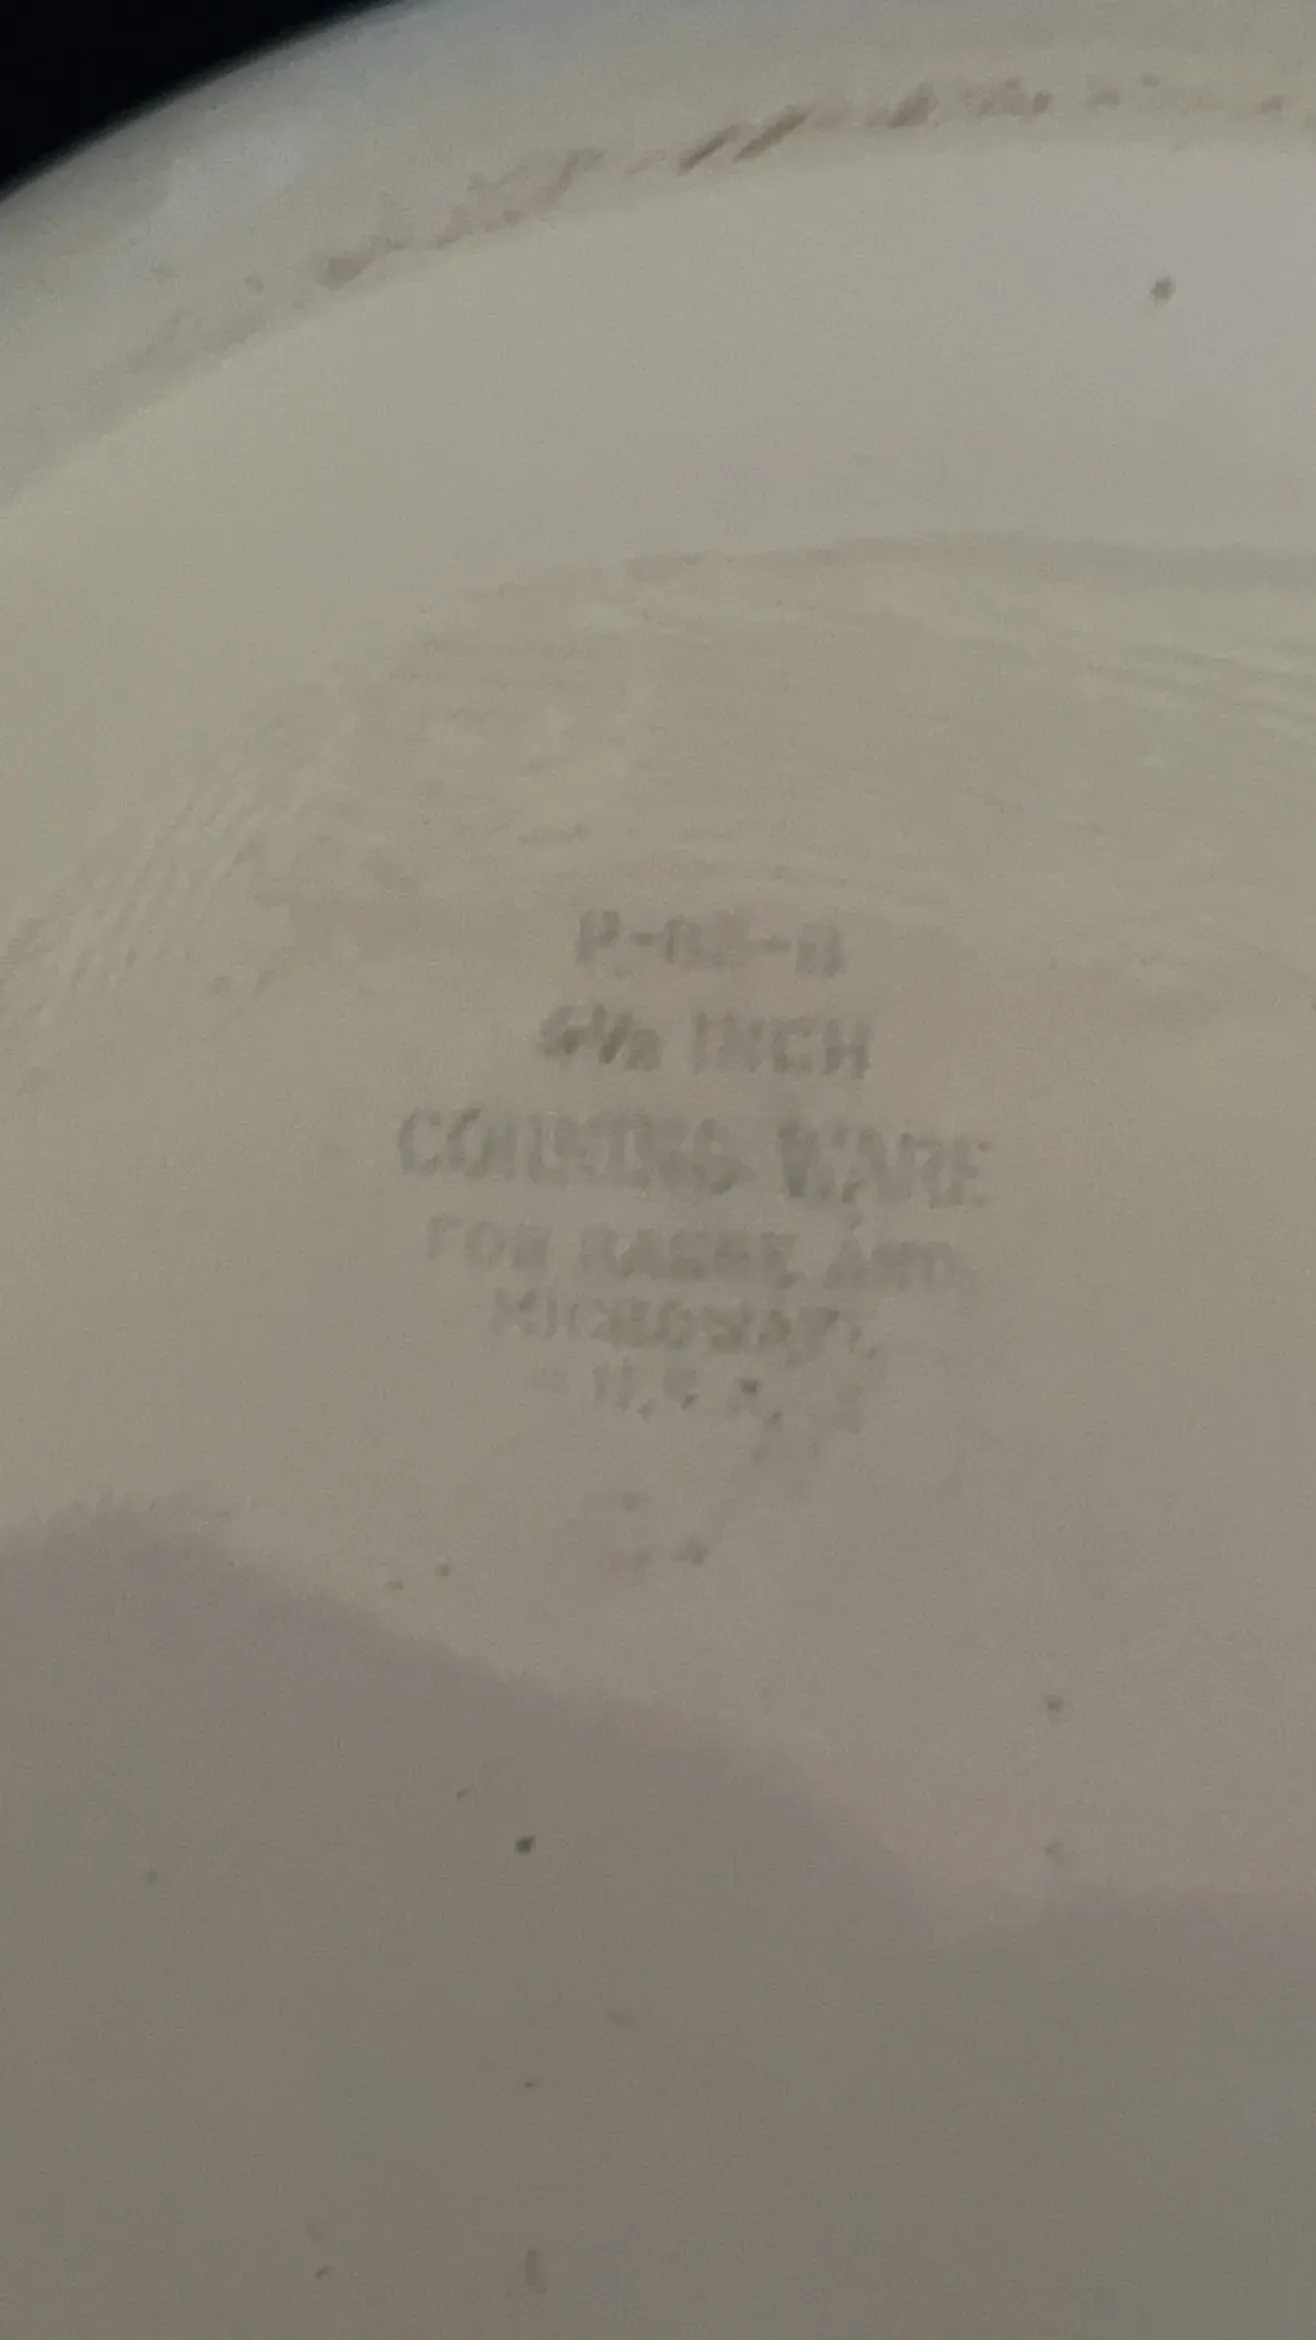 P-83-B
6½ INCH
CORNING WARE
FOR RANGE AND
MICROWAVE
U.S.A.